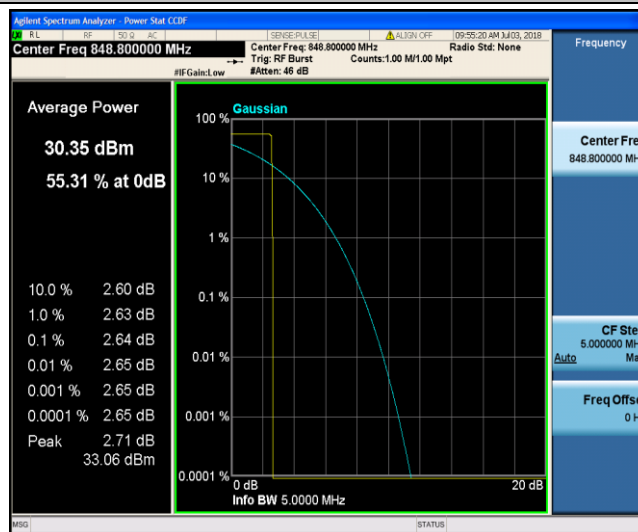 Agilent Spectrum Analyzer - Power Stat CCDF
RL RF 50 Ω AC SENSE:PULSE ALIGN OFF 09:55:20 AM Jul 03, 2018
Center Freq 848.800000 MHz
Center Freq: 848.800000 MHz Radio Std: None
Trig: RF Burst Counts:1.00 M/1.00 Mpt
#IFGain:Low #Atten: 46 dB
Frequency
Average Power
30.35 dBm
55.31 % at 0dB
10.0 % 2.60 dB
1.0 % 2.63 dB
0.1 % 2.64 dB
0.01 % 2.65 dB
0.001 % 2.65 dB
0.0001 % 2.65 dB
Peak 2.71 dB
33.06 dBm
Gaussian
100 %
10 %
1 %
0.1 %
0.01 %
0.001 %
0.0001 %
0 dB 20 dB
Info BW 5.0000 MHz
Center Fre
848.800000 MH
CF Ste
5.000000 MH
Auto Ma
Freq Offse
0 H
MSG STATUS